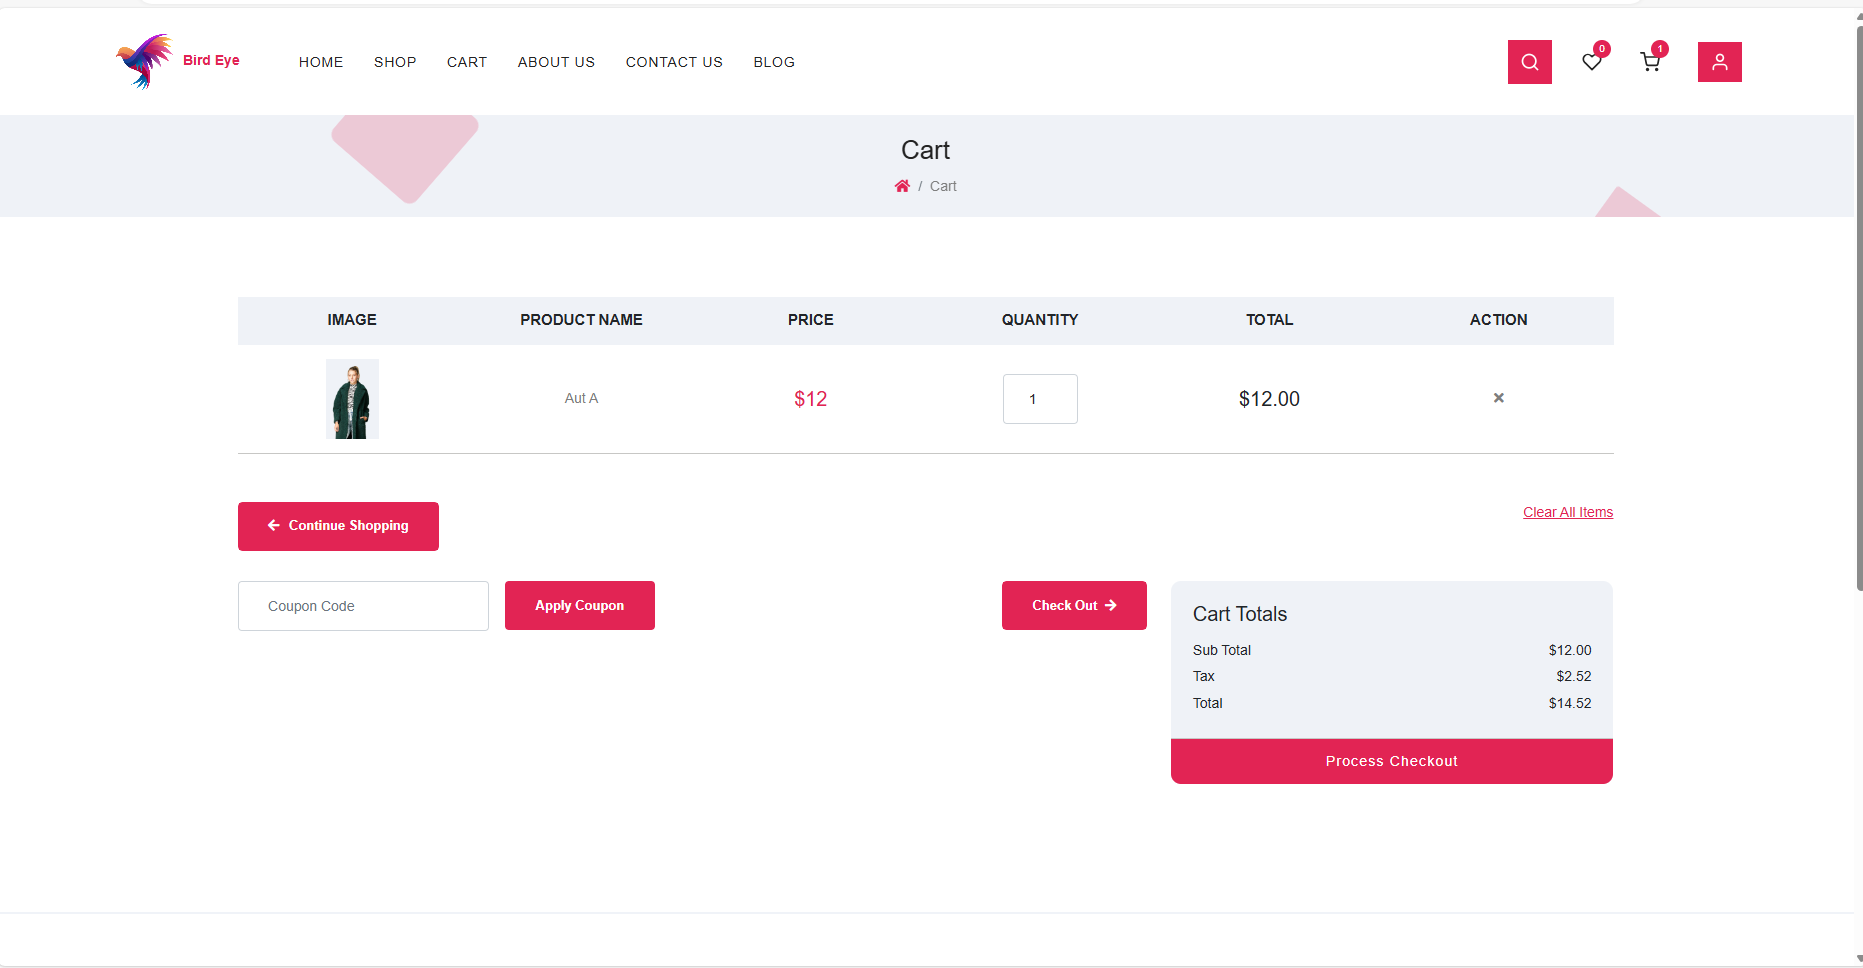 Bird Eye
HOME SHOP CART ABOUT US CONTACT US BLOG
0
1
Cart
/ Cart
IMAGE PRODUCT NAME PRICE QUANTITY TOTAL ACTION
Aut A $12 1 $12.00 ×
Continue Shopping
Clear All Items
Coupon Code
Apply Coupon
Check Out
Cart Totals
Sub Total $12.00
Tax $2.52
Total $14.52
Process Checkout